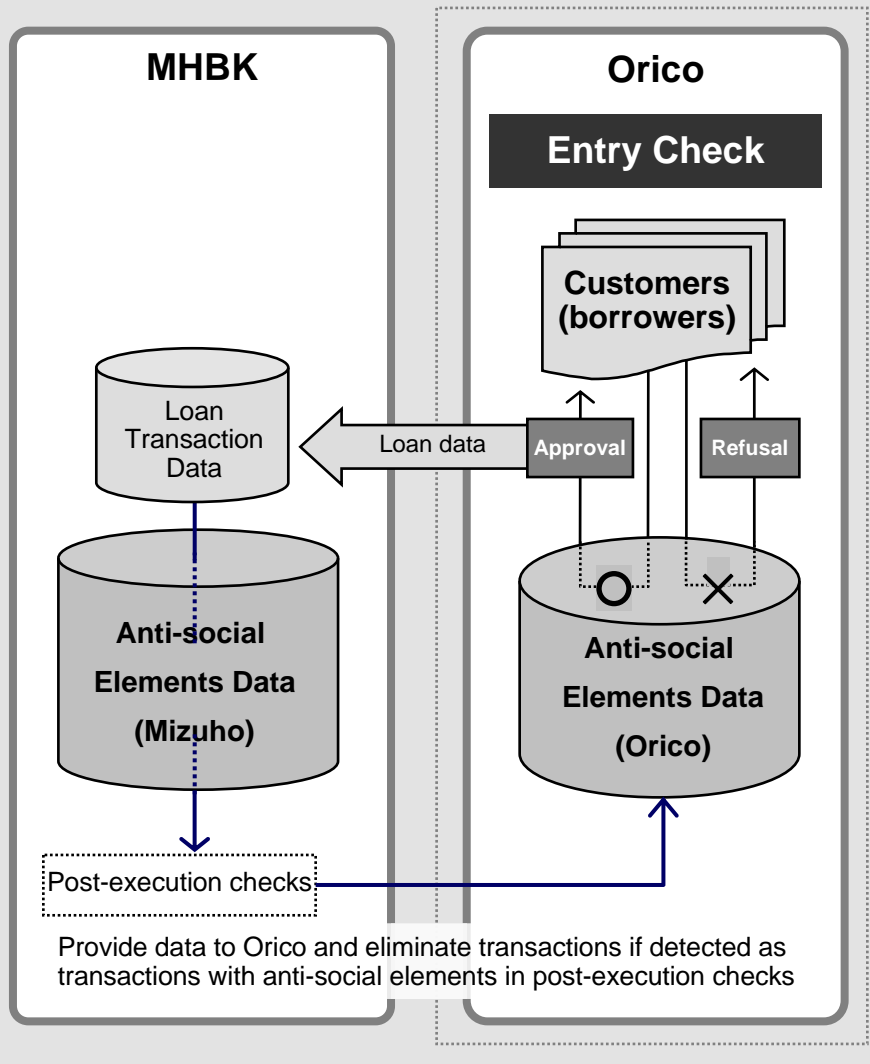 MHBK
Orico
Entry Check
Customers
(borrowers)
Loan
Transaction
Data
Loan data
Approval
Refusal
Anti-social
Elements Data
(Mizuho)
Anti-social
Elements Data
(Orico)
Post-execution checks
Provide data to Orico and eliminate transactions if detected as
transactions with anti-social elements in post-execution checks